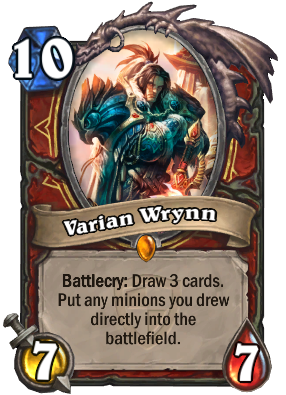 10
Varian Wrynn
Battlecry: Draw 3 cards.
Put any minions you drew
directly into the
battlefield.
7
7